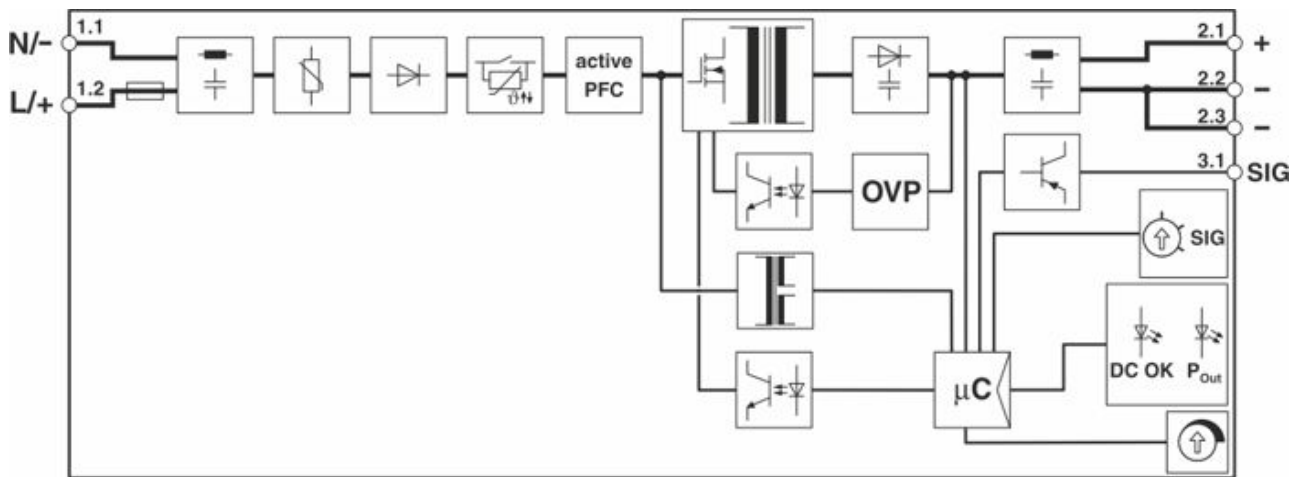 N/-
1.1
L/+
1.2
active
PFC
2.1
+
2.2
−
2.3
−
3.1
SIG
OVP
SIG
ϑ
DC OK
POut
µC